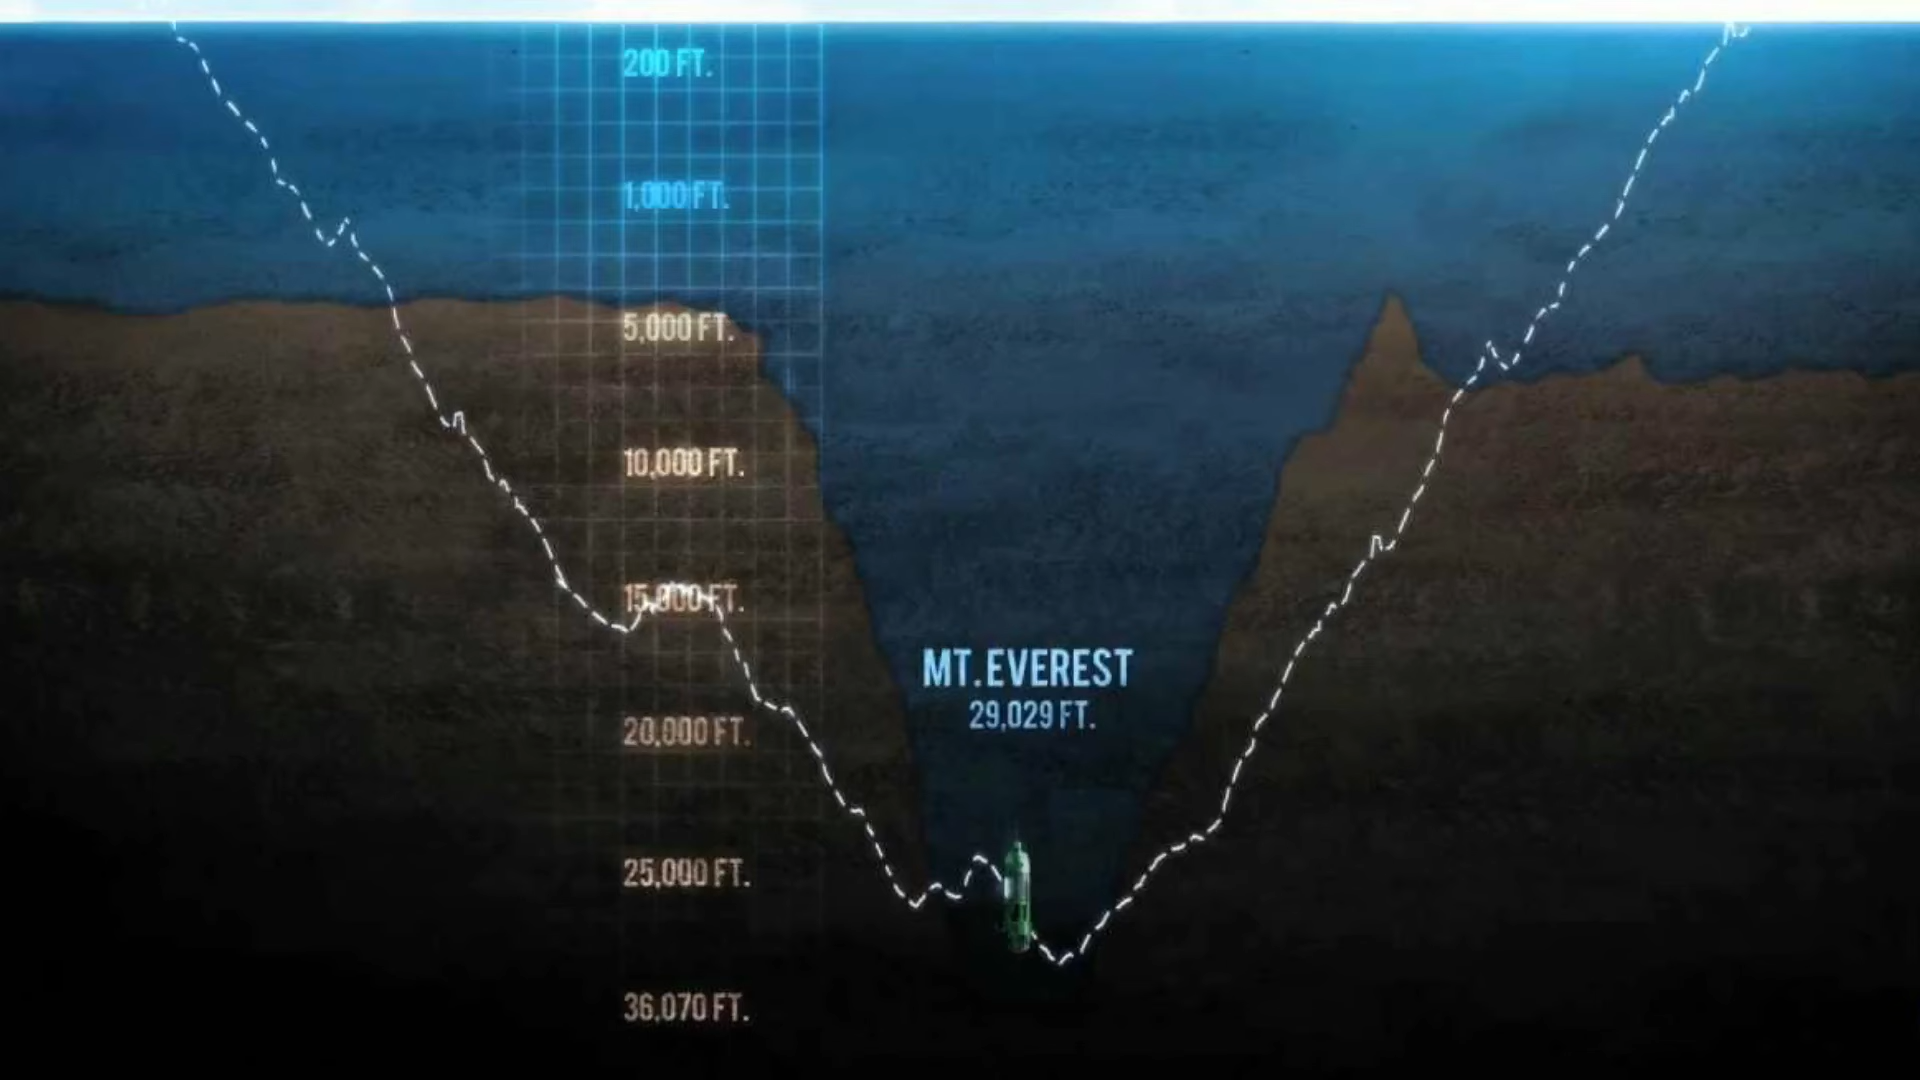 200 FT.
1,000 FT.
5,000 FT.
10,000 FT.
15,000 FT.
MT. EVEREST
29,029 FT.
20,000 FT.
25,000 FT.
36,070 FT.